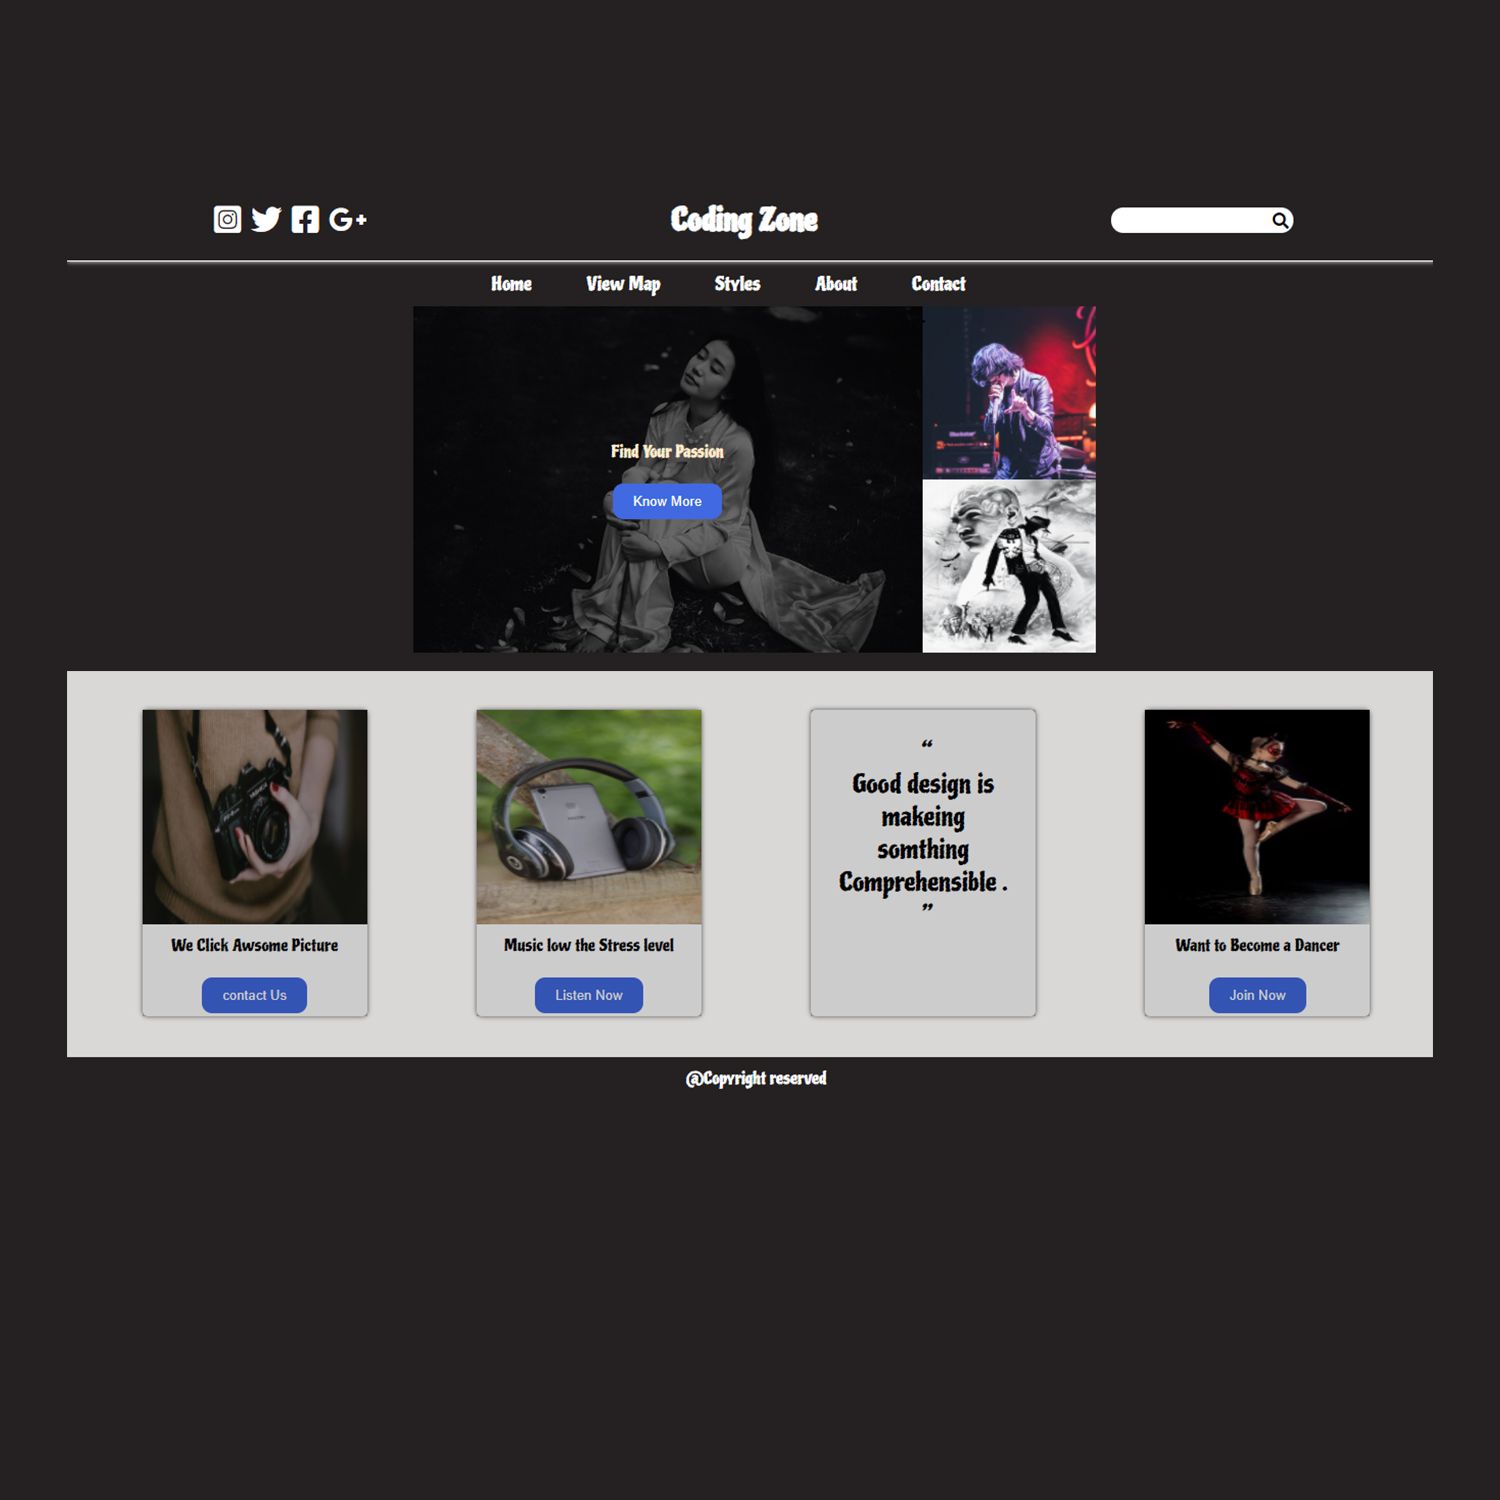 Coding Zone
Home View Map Styles About Contact
Find Your Passion
Know More
“
Good design is
makeing
somthing
Comprehensible .
”
We Click Awsome Picture
contact Us
Music low the Stress level
Listen Now
Want to Become a Dancer
Join Now
@Copyright reserved